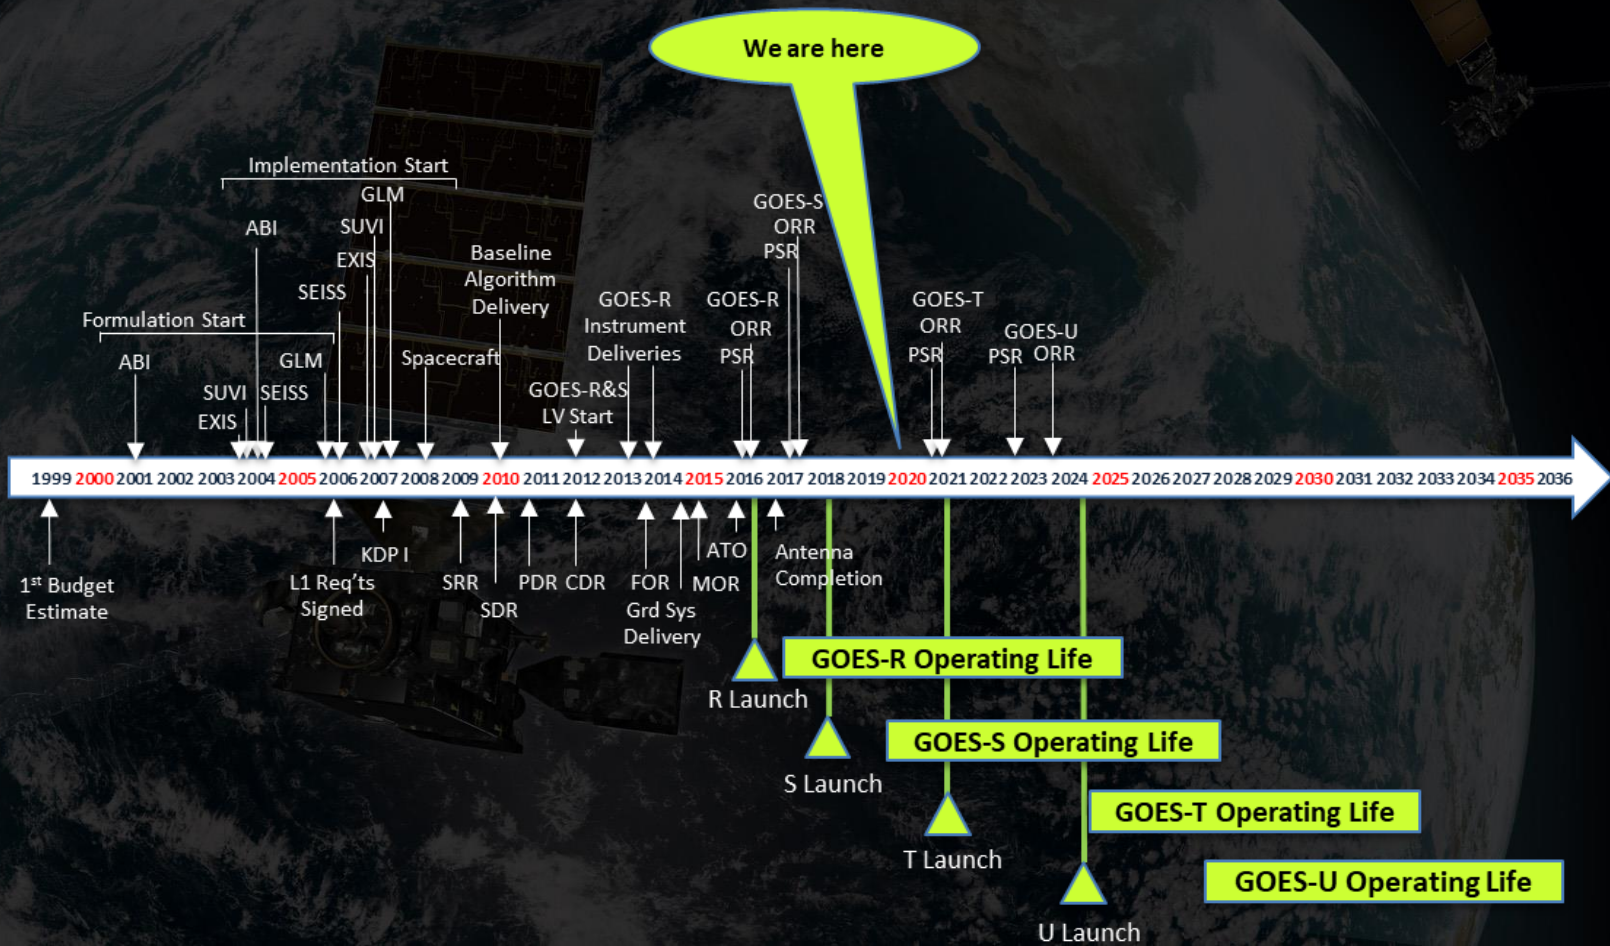 We are here
Implementation Start
GLM
ABI
SUVI
EXIS
SEISS
Formulation Start
ABI
GLM
SUVI
SEISS
EXIS
Baseline
Algorithm
Delivery
Spacecraft
GOES-R&S
LV Start
GOES-R
Instrument
Deliveries
GOES-R
ORR
PSR
GOES-S
ORR
PSR
GOES-T
ORR
PSR
GOES-U
PSR ORR
1999 2000 2001 2002 2003 2004 2005 2006 2007 2008 2009 2010 2011 2012 2013 2014 2015 2016 2017 2018 2019 2020 2021 2022 2023 2024 2025 2026 2027 2028 2029 2030 2031 2032 2033 2034 2035 2036
1st Budget
Estimate
L1 Req'ts
Signed
KDP I
SRR
SDR
PDR
CDR
FOR
Grd Sys
Delivery
MOR
ATO
Antenna
Completion
GOES-R Operating Life
R Launch
GOES-S Operating Life
S Launch
GOES-T Operating Life
T Launch
GOES-U Operating Life
U Launch